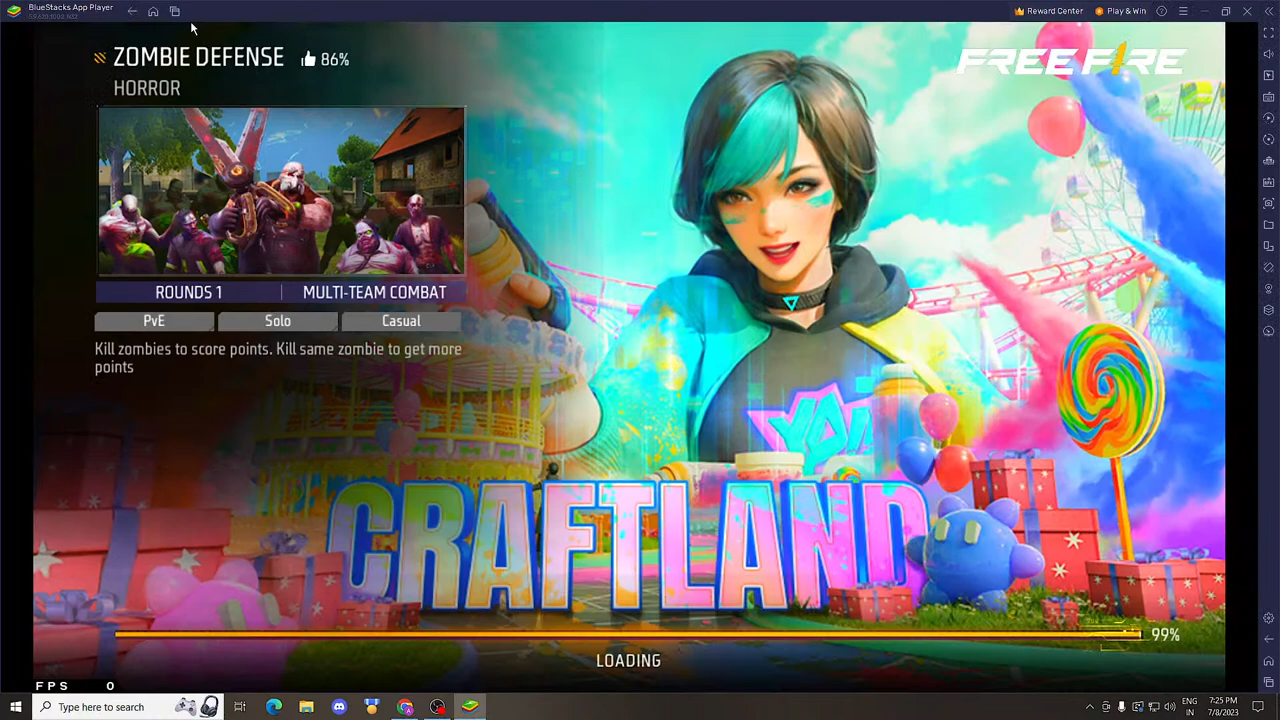 BlueStacks App Player
Reward Center
Play & Win
ZOMBIE DEFENSE
86%
HORROR
FREE FIRE
ROUNDS 1
MULTI-TEAM COMBAT
PvE
Solo
Casual
Kill zombies to score points. Kill same zombie to get more
points
CRAFTLAND
99%
LOADING
FPS 0
Type here to search
ENG
IN
7:25 PM
7/8/2023